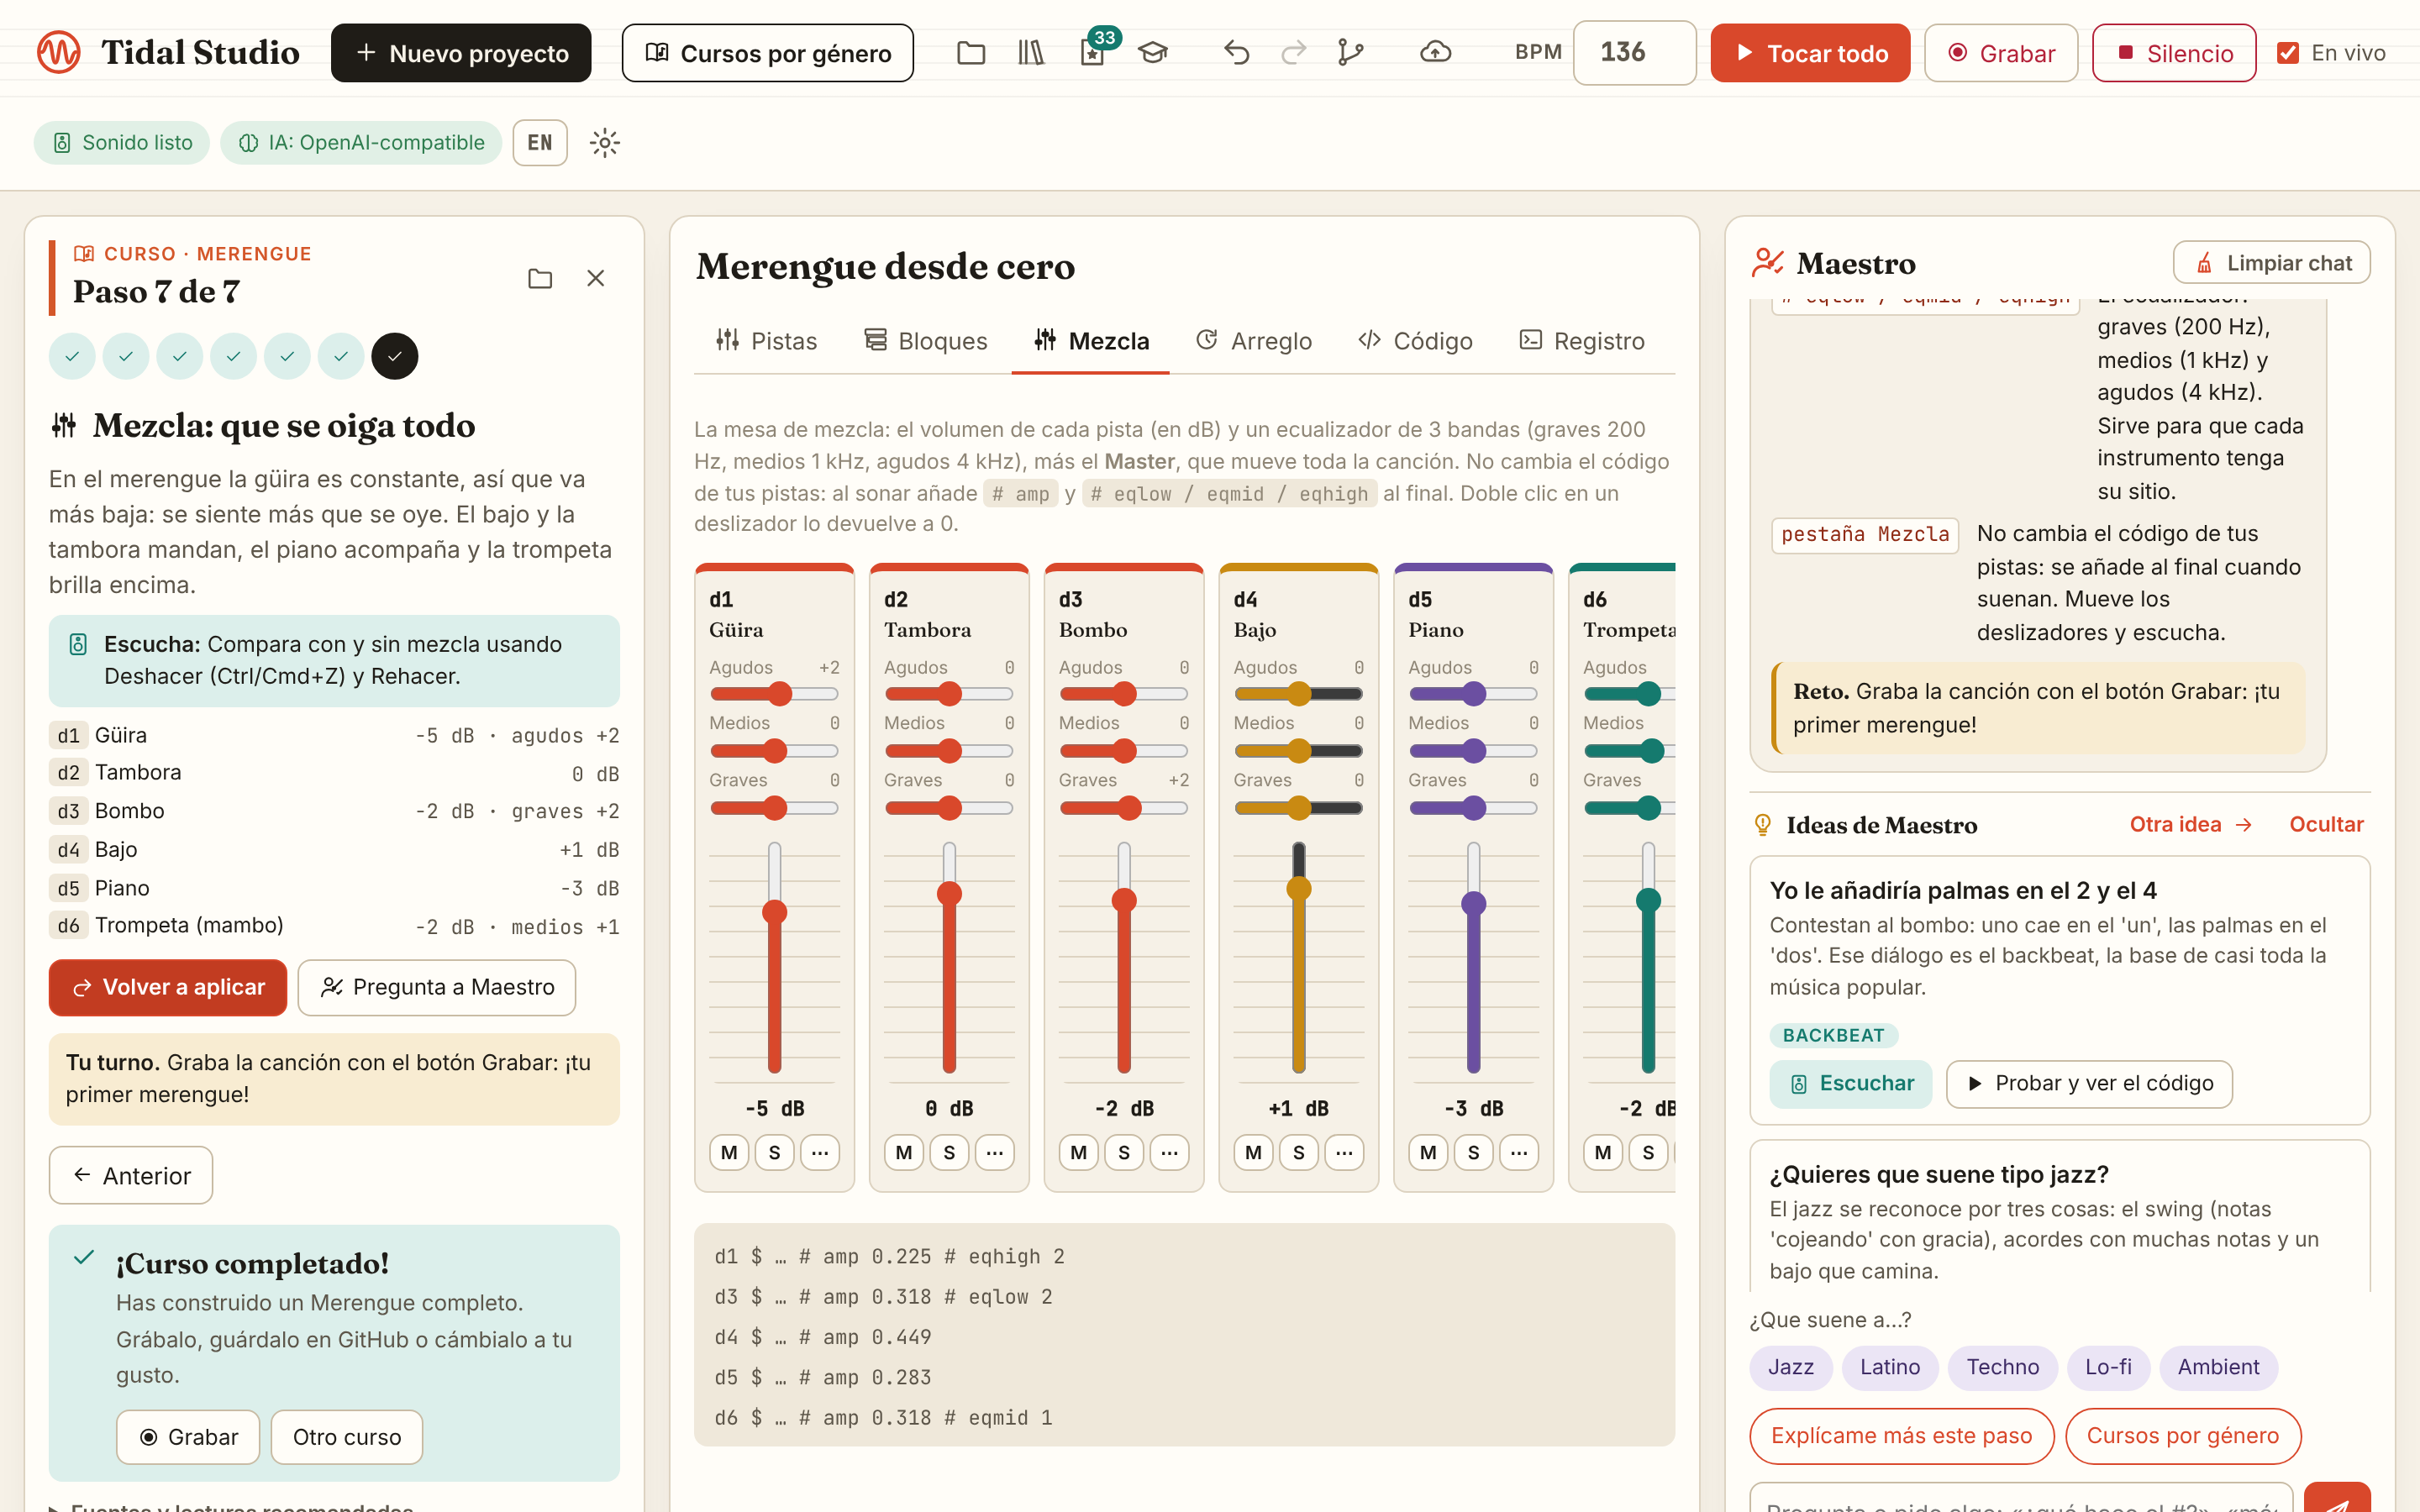 Tidal Studio
Nuevo proyecto
Cursos por género
33
BPM
136
Tocar todo
Grabar
Silencio
En vivo
Sonido listo
IA: OpenAI-compatible
EN
CURSO · MERENGUE
Paso 7 de 7
Mezcla: que se oiga todo
En el merengue la güira es constante, así que va
más baja: se siente más que se oye. El bajo y la
tambora mandan, el piano acompaña y la trompeta
brilla encima.
Escucha: Compara con y sin mezcla usando
Deshacer (Ctrl/Cmd+Z) y Rehacer.
d1 Güira -5 dB · agudos +2
d2 Tambora 0 dB
d3 Bombo -2 dB · graves +2
d4 Bajo +1 dB
d5 Piano -3 dB
d6 Trompeta (mambo) -2 dB · medios +1
Volver a aplicar
Pregunta a Maestro
Tu turno. Graba la canción con el botón Grabar: ¡tu
primer merengue!
Anterior
¡Curso completado!
Has construido un Merengue completo.
Grábalo, guárdalo en GitHub o cámbialo a tu
gusto.
Grabar
Otro curso
Fuentes y lecturas recomendadas
Merengue desde cero
Pistas
Bloques
Mezcla
Arreglo
Código
Registro
La mesa de mezcla: el volumen de cada pista (en dB) y un ecualizador de 3 bandas (graves 200
Hz, medios 1 kHz, agudos 4 kHz), más el Master, que mueve toda la canción. No cambia el código
de tus pistas: al sonar añade # amp y # eqlow / eqmid / eqhigh al final. Doble clic en un
deslizador lo devuelve a 0.
d1
Güira
Agudos +2
Medios 0
Graves 0
-5 dB
M S ...
d2
Tambora
Agudos 0
Medios 0
Graves 0
0 dB
M S ...
d3
Bombo
Agudos 0
Medios 0
Graves +2
-2 dB
M S ...
d4
Bajo
Agudos 0
Medios 0
Graves 0
+1 dB
M S ...
d5
Piano
Agudos 0
Medios 0
Graves 0
-3 dB
M S ...
d6
Trompeta
Agudos
Medios
Graves
-2 dB
M S
d1 $ … # amp 0.225 # eqhigh 2
d3 $ … # amp 0.318 # eqlow 2
d4 $ … # amp 0.449
d5 $ … # amp 0.283
d6 $ … # amp 0.318 # eqmid 1
Maestro
Limpiar chat
# eqlow / eqmid / eqhigh
El ecualizador:
graves (200 Hz),
medios (1 kHz) y
agudos (4 kHz).
Sirve para que cada
instrumento tenga
su sitio.
pestaña Mezcla
No cambia el código de tus
pistas: se añade al final cuando
suenan. Mueve los
deslizadores y escucha.
Reto. Graba la canción con el botón Grabar: ¡tu
primer merengue!
Ideas de Maestro
Otra idea →
Ocultar
Yo le añadiría palmas en el 2 y el 4
Contestan al bombo: uno cae en el 'un', las palmas en el
'dos'. Ese diálogo es el backbeat, la base de casi toda la
música popular.
BACKBEAT
Escuchar
Probar y ver el código
¿Quieres que suene tipo jazz?
El jazz se reconoce por tres cosas: el swing (notas
'cojeando' con gracia), acordes con muchas notas y un
bajo que camina.
¿Que suene a...?
Jazz
Latino
Techno
Lo-fi
Ambient
Explícame más este paso
Cursos por género
Pregunta o pide algo: «¿qué hace el #2», «má